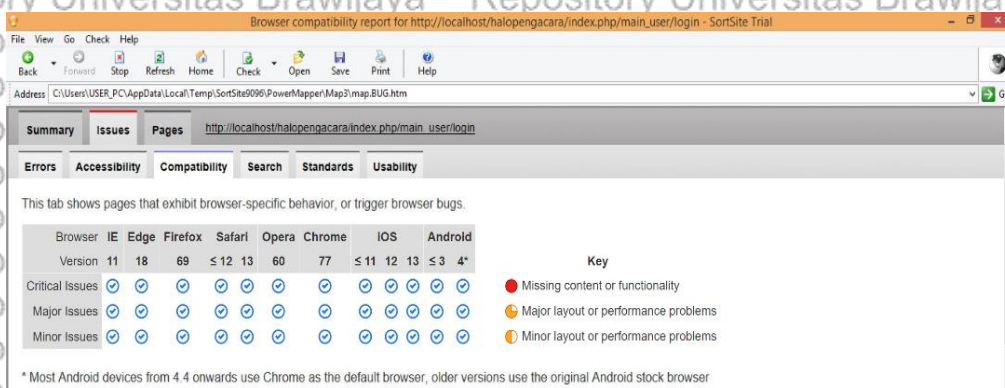 ory Universitas Brawijaya Repository Universitas Brawijaya
Browser compatibility report for http://localhost/halopengacara/index.php/main_user/login - SortSite Trial
File View Go Check Help
Back Forward Stop Refresh Home Check Open Save Print Help
Address C:\Users\USER_PC\AppData\Local\Temp\SortSite9096\PowerMapper\Map3\map.BUG.htm G
Summary Issues Pages http://localhost/halopengacara/index.php/main_user/login
Errors Accessibility Compatibility Search Standards Usability
This tab shows pages that exhibit browser-specific behavior, or trigger browser bugs.
Browser IE Edge Firefox Safari Opera Chrome iOS Android
Version 11 18 69 ≤ 12 13 60 77 ≤ 11 12 13 ≤ 3 4* Key
Critical Issues Missing content or functionality
Major Issues Major layout or performance problems
Minor Issues Minor layout or performance problems
* Most Android devices from 4.4 onwards use Chrome as the default browser, older versions use the original Android stock browser